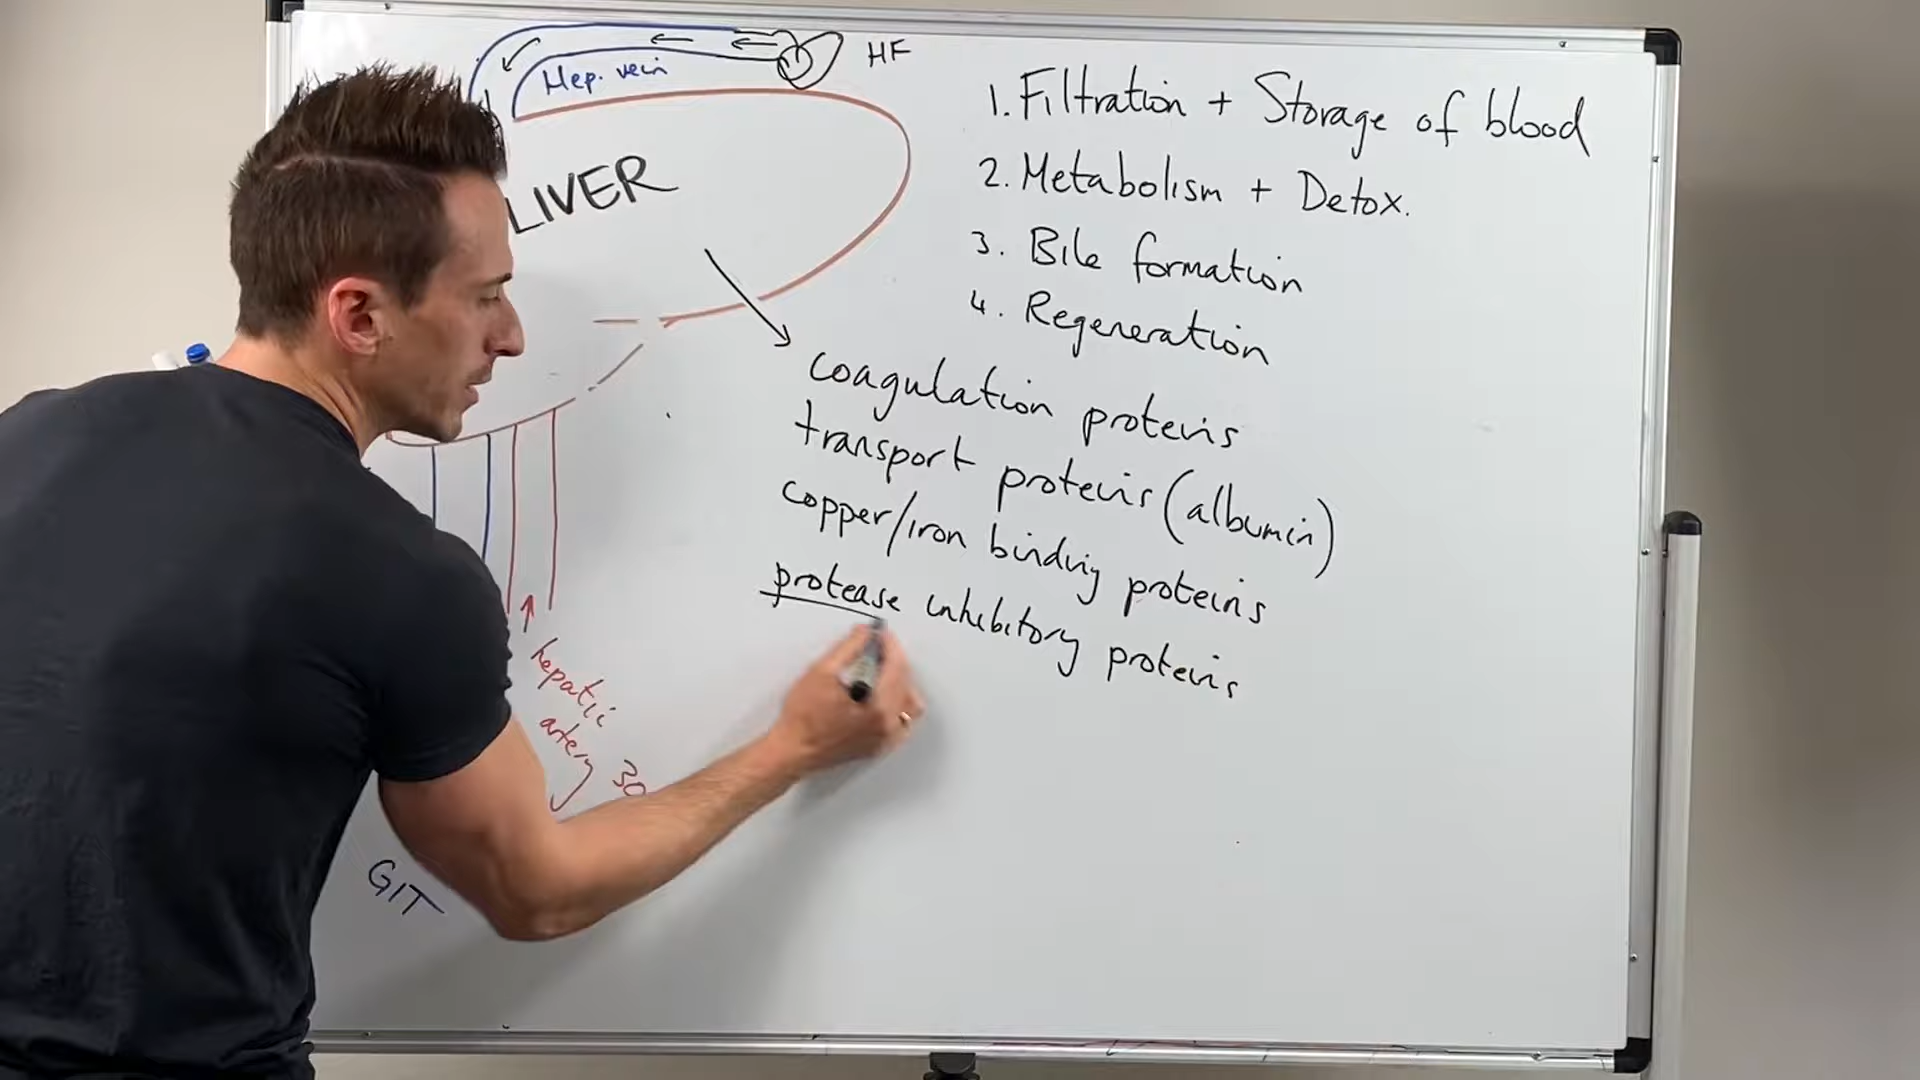 HF
Hep. vein
LIVER
1. Filtration + Storage of blood
2. Metabolism + Detox.
3. Bile formation
4. Regeneration
coagulation proteins
transport proteins (albumin)
copper/iron binding proteins
protease inhibitory proteins
hepatic
artery 30
GIT